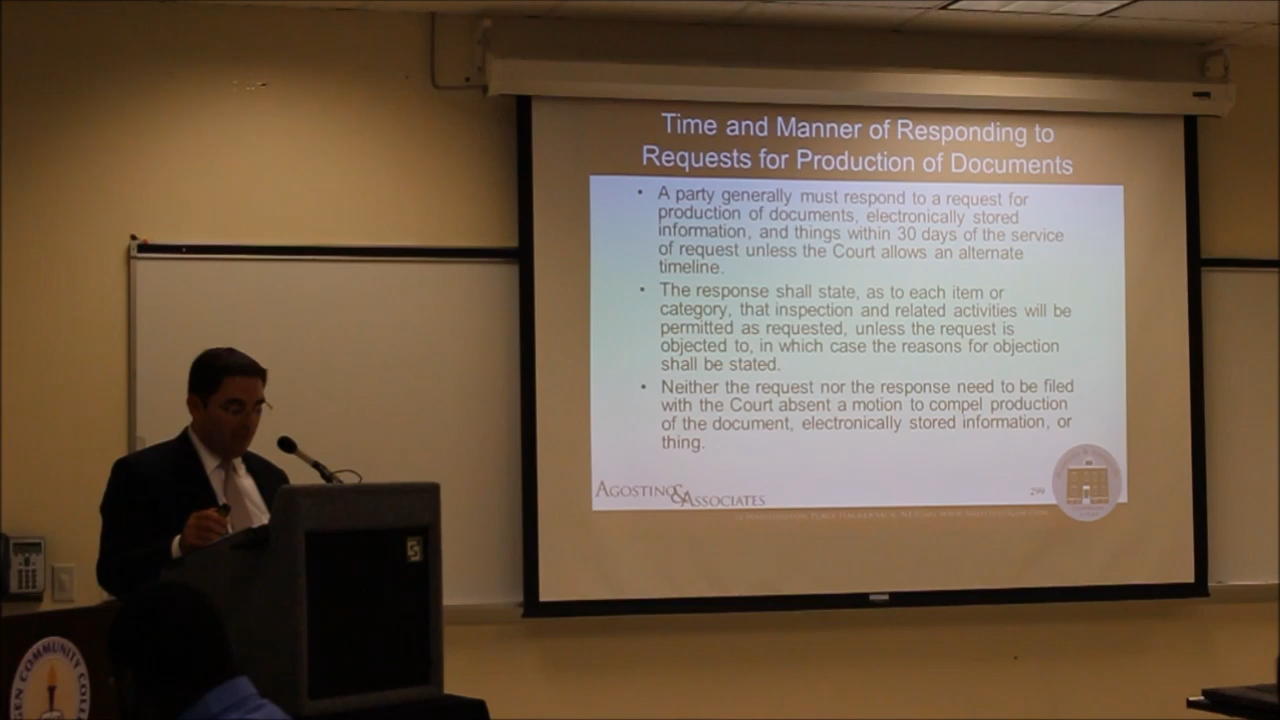 Time and Manner of Responding to
Requests for Production of Documents
• A party generally must respond to a request for
production of documents, electronically stored
information, and things within 30 days of the service
of request unless the Court allows an alternate
timeline.
• The response shall state, as to each item or
category, that inspection and related activities will be
permitted as requested, unless the request is
objected to, in which case the reasons for objection
shall be stated.
• Neither the request nor the response need to be filed
with the Court absent a motion to compel production
of the document, electronically stored information, or
thing.
AGOSTINO & ASSOCIATES
299
S
GEN COMMUNITY COLLE